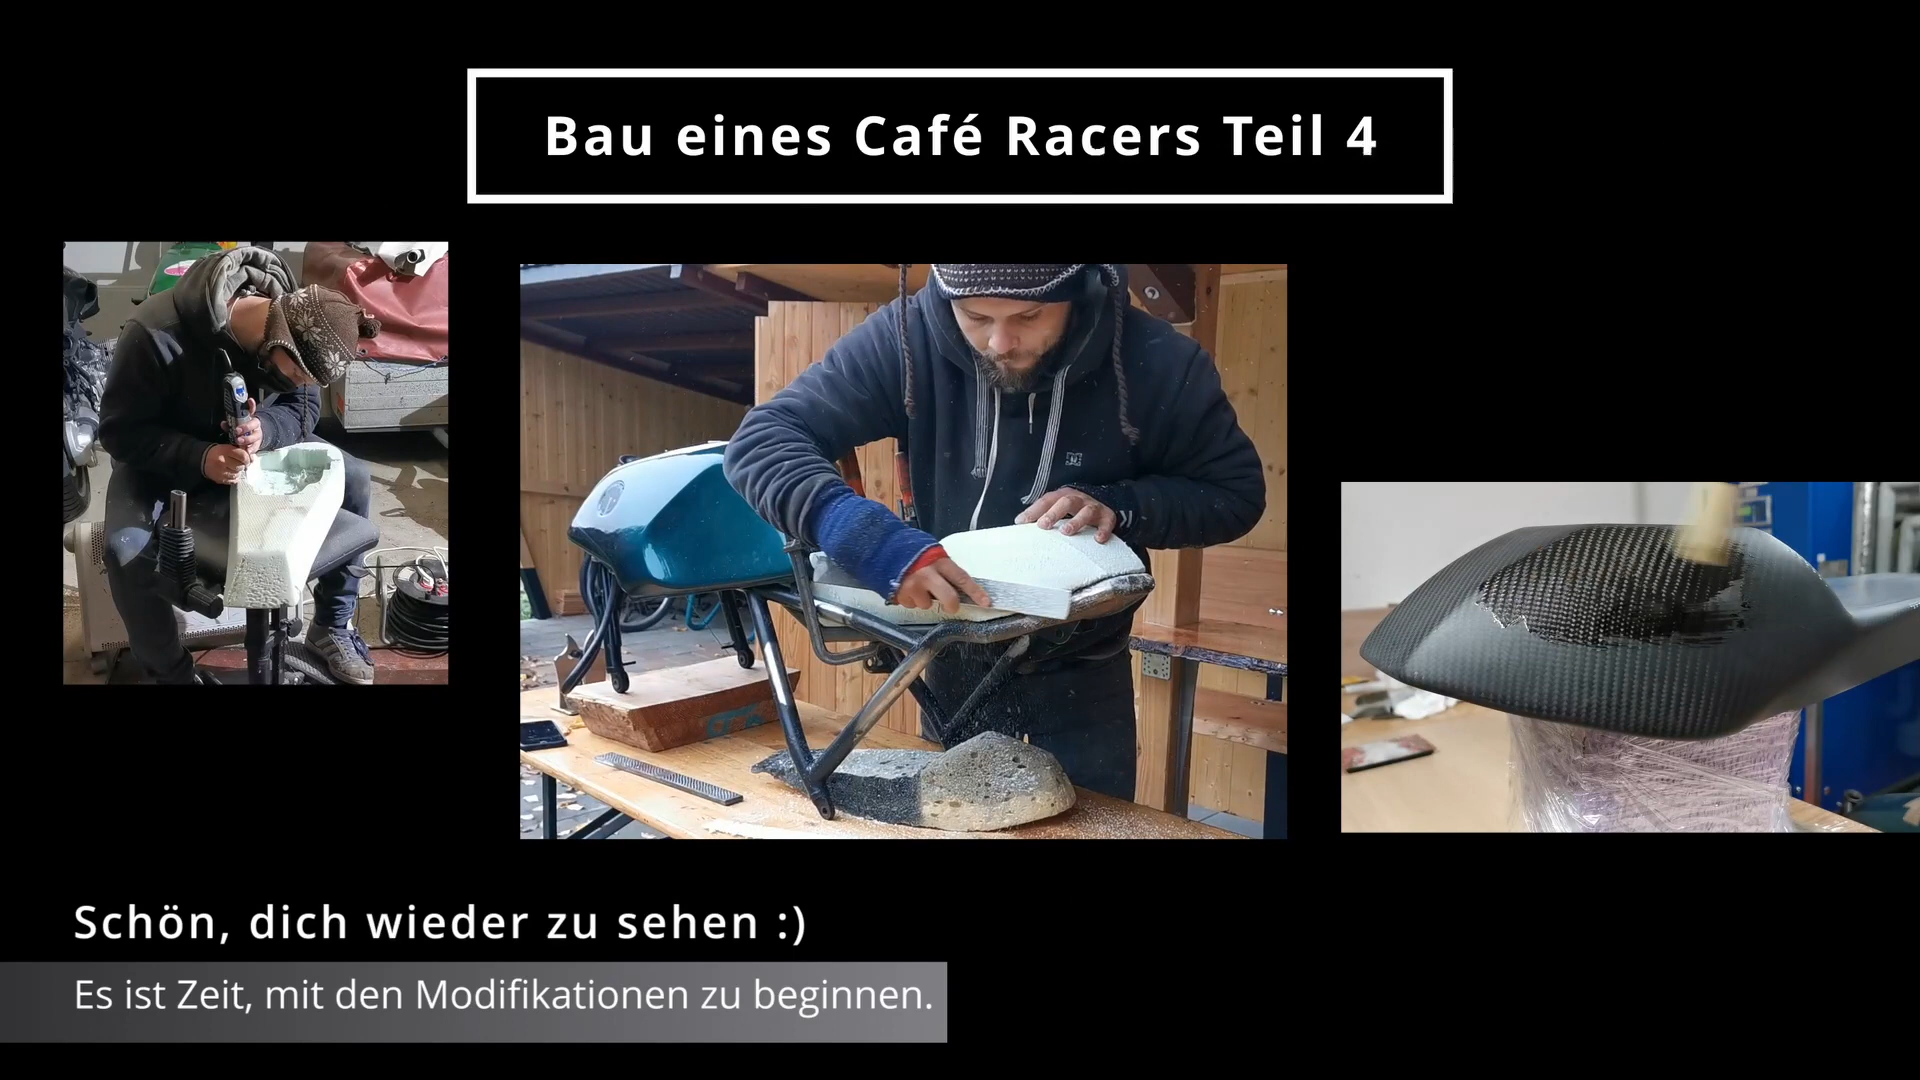 Bau eines Café Racers Teil 4
Schön, dich wieder zu sehen :)
Es ist Zeit, mit den Modifikationen zu beginnen.